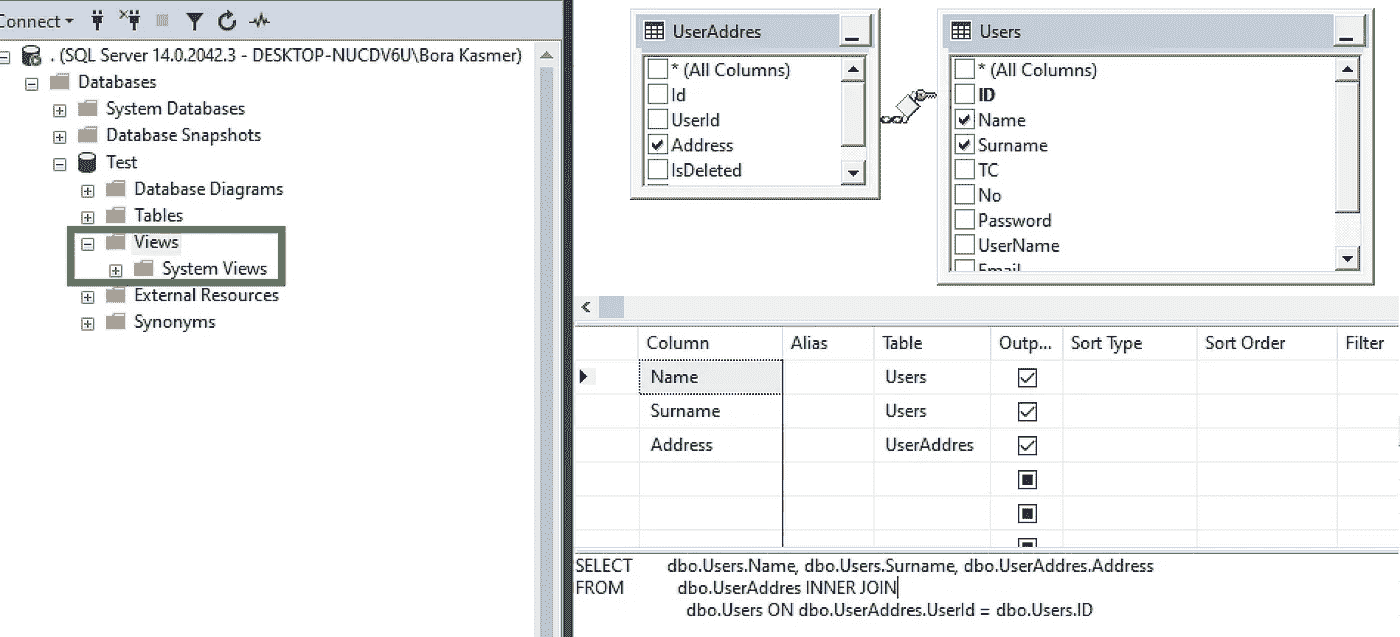 Connect
. (SQL Server 14.0.2042.3 - DESKTOP-NUCDV6U\Bora Kasmer)
Databases
System Databases
Database Snapshots
Test
Database Diagrams
Tables
Views
System Views
External Resources
Synonyms
UserAddres
* (All Columns)
Id
UserId
Address
IsDeleted
Users
* (All Columns)
ID
Name
Surname
TC
No
Password
UserName
Email
Column Alias Table Outp... Sort Type Sort Order Filter
Name Users
Surname Users
Address UserAddres
SELECT dbo.Users.Name, dbo.Users.Surname, dbo.UserAddres.Address
FROM dbo.UserAddres INNER JOIN
dbo.Users ON dbo.UserAddres.UserId = dbo.Users.ID